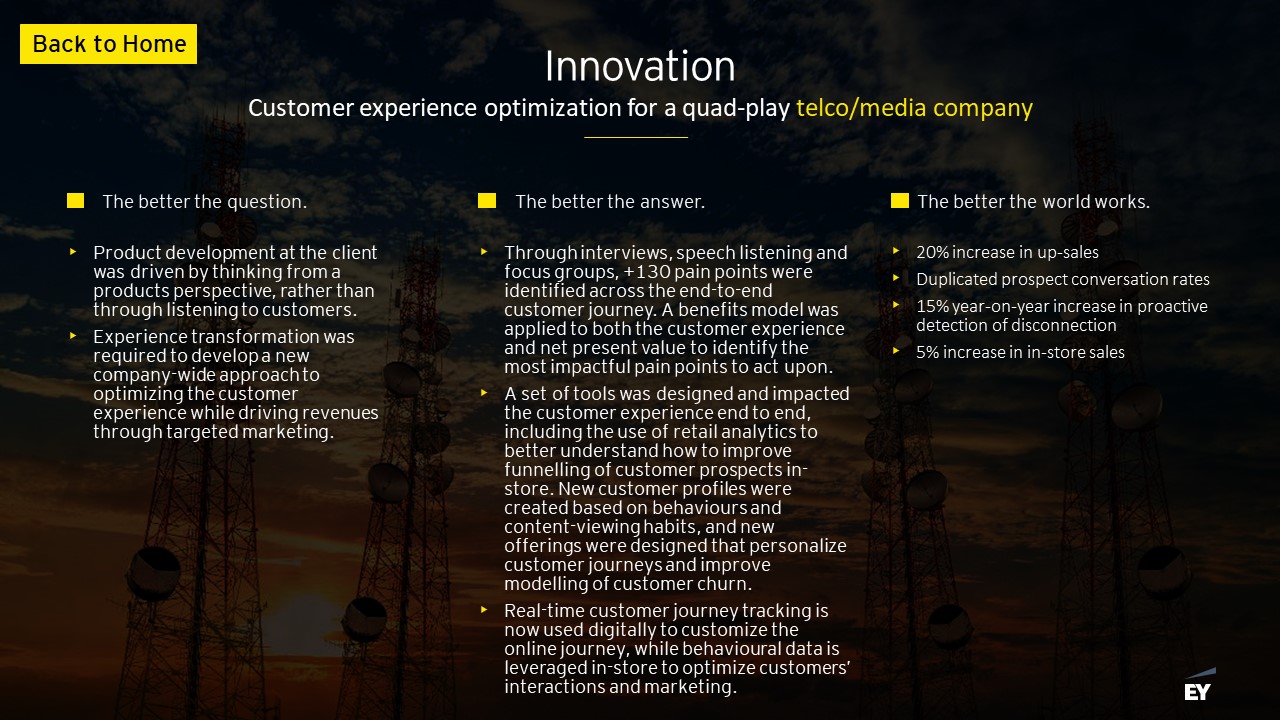 Back to Home
Innovation
Customer experience optimization for a quad-play telco/media company
The better the question.
Product development at the client
was driven by thinking from a
products perspective, rather than
through listening to customers.
Experience transformation was
required to develop a new
company-wide approach to
optimizing the customer
experience while driving revenues
through targeted marketing.
The better the answer.
Through interviews, speech listening and
focus groups, +130 pain points were
identified across the end-to-end
customer journey. A benefits model was
applied to both the customer experience
and net present value to identify the
most impactful pain points to act upon.
A set of tools was designed and impacted
the customer experience end to end,
including the use of retail analytics to
better understand how to improve
funnelling of customer prospects in-
store. New customer profiles were
created based on behaviours and
content-viewing habits, and new
offerings were designed that personalize
customer journeys and improve
modelling of customer churn.
Real-time customer journey tracking is
now used digitally to customize the
online journey, while behavioural data is
leveraged in-store to optimize customers’
interactions and marketing.
The better the world works.
20% increase in up-sales
Duplicated prospect conversation rates
15% year-on-year increase in proactive
detection of disconnection
5% increase in in-store sales
EY